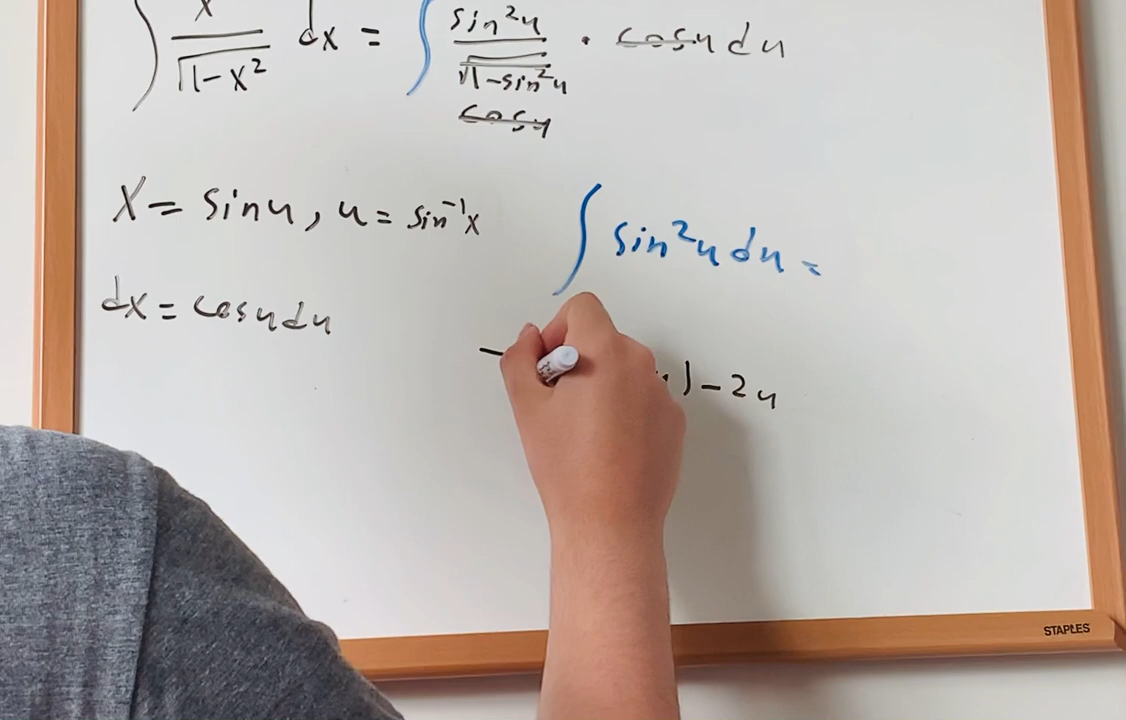 ∫ x/√1-x² dx = ∫ sin²u/√1-sin²u · cosu du
cosu
x = sinu, u = sin⁻¹x
∫ sin²u du =
dx = cosu du
) - 2u
STAPLES